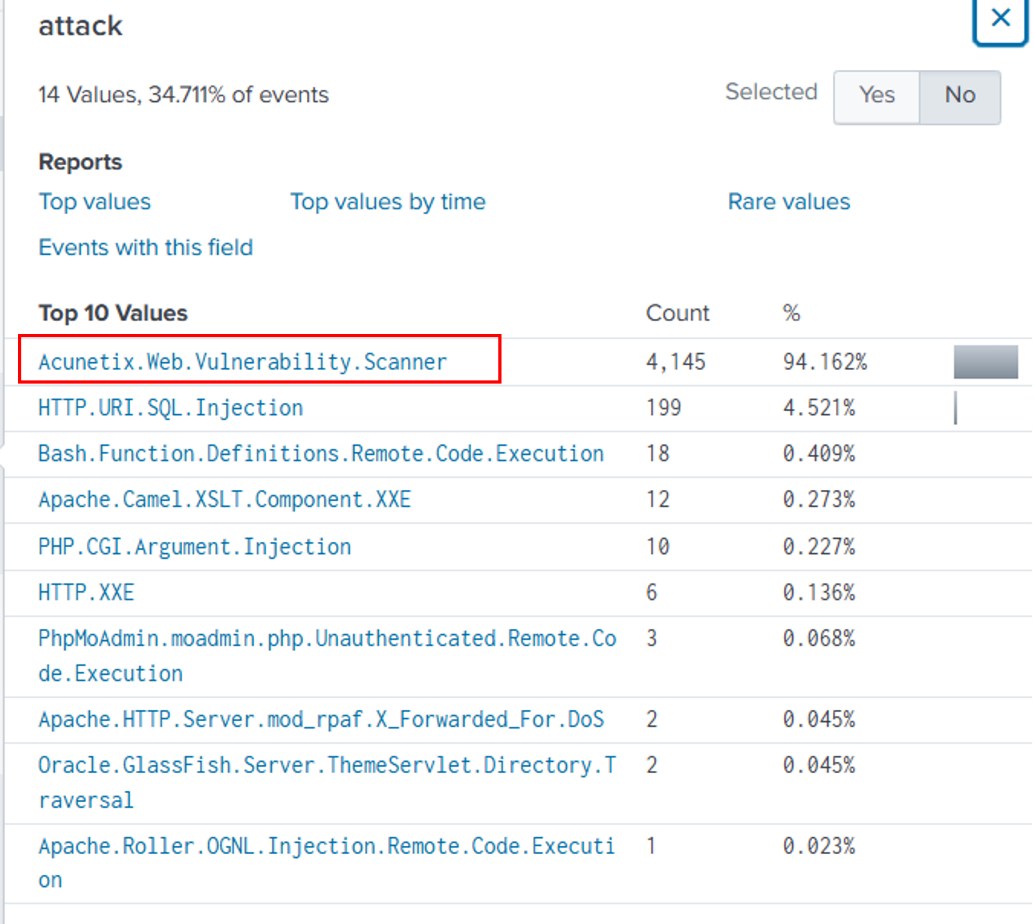 attack
14 Values, 34.711% of events
Selected Yes No
Reports
Top values Top values by time Rare values
Events with this field
Top 10 Values Count %
Acunetix.Web.Vulnerability.Scanner 4,145 94.162%
HTTP.URI.SQL.Injection 199 4.521%
Bash.Function.Definitions.Remote.Code.Execution 18 0.409%
Apache.Camel.XSLT.Component.XXE 12 0.273%
PHP.CGI.Argument.Injection 10 0.227%
HTTP.XXE 6 0.136%
PhpMoAdmin.moadmin.php.Unauthenticated.Remote.Co 3 0.068%
de.Execution
Apache.HTTP.Server.mod_rpaf.X_Forwarded_For.DoS 2 0.045%
Oracle.GlassFish.Server.ThemeServlet.Directory.T 2 0.045%
raversal
Apache.Roller.OGNL.Injection.Remote.Code.Executi 1 0.023%
on